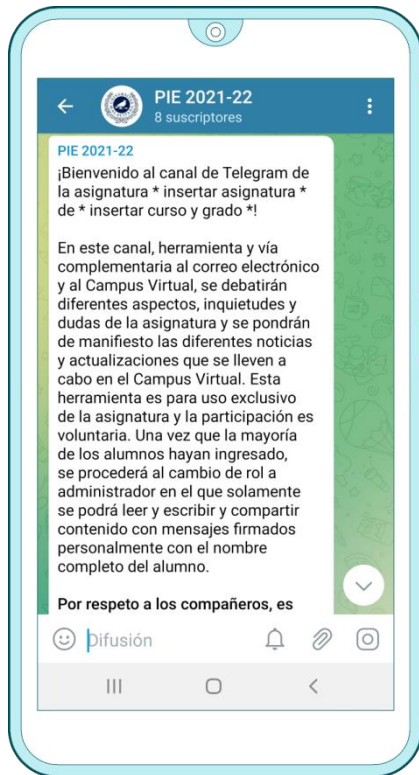 PIE 2021-22
8 suscriptores
PIE 2021-22
¡Bienvenido al canal de Telegram de
la asignatura * insertar asignatura *
de * insertar curso y grado *!
En este canal, herramienta y vía
complementaria al correo electrónico
y al Campus Virtual, se debatirán
diferentes aspectos, inquietudes y
dudas de la asignatura y se pondrán
de manifiesto las diferentes noticias
y actualizaciones que se lleven a
cabo en el Campus Virtual. Esta
herramienta es para uso exclusivo
de la asignatura y la participación es
voluntaria. Una vez que la mayoría
de los alumnos hayan ingresado,
se procederá al cambio de rol a
administrador en el que solamente
se podrá leer y escribir y compartir
contenido con mensajes firmados
personalmente con el nombre
completo del alumno.
Por respeto a los compañeros, es
Difusión